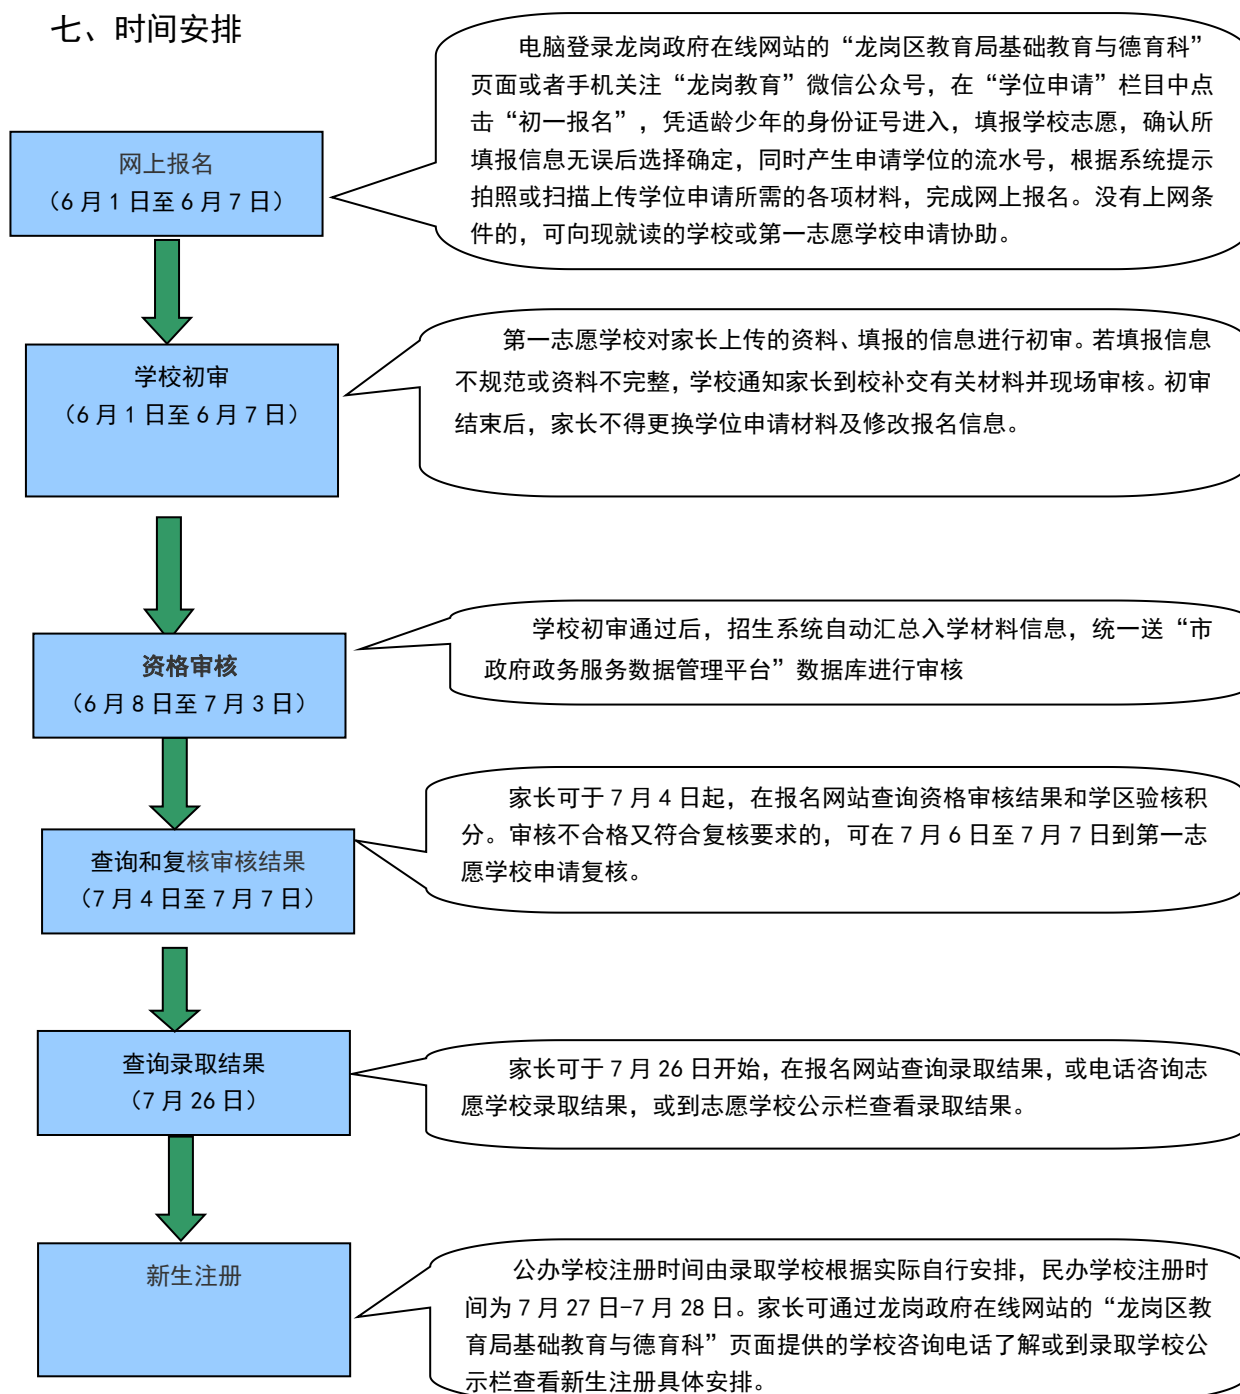 七、时间安排
电脑登录龙岗政府在线网站的“龙岗区教育局基础教育与德育科”
页面或者手机关注“龙岗教育”微信公众号，在“学位申请”栏目中点
击“初一报名”，凭适龄少年的身份证号进入，填报学校志愿，确认所
填报信息无误后选择确定，同时产生申请学位的流水号，根据系统提示
拍照或扫描上传学位申请所需的各项材料，完成网上报名。没有上网条
件的，可向现就读的学校或第一志愿学校申请协助。
网上报名
（6月1日至6月7日）
第一志愿学校对家长上传的资料、填报的信息进行初审。若填报信息
不规范或资料不完整，学校通知家长到校补交有关材料并现场审核。初审
结束后，家长不得更换学位申请材料及修改报名信息。
学校初审
（6月1日至6月7日）
学校初审通过后，招生系统自动汇总入学材料信息，统一送“市
政府政务服务数据管理平台”数据库进行审核
资格审核
（6月8日至7月3日）
家长可于7月4日起，在报名网站查询资格审核结果和学区验核积
分。审核不合格又符合复核要求的，可在7月6日至7月7日到第一志
愿学校申请复核。
查询和复核审核结果
（7月4日至7月7日）
家长可于7月26日开始，在报名网站查询录取结果，或电话咨询志
愿学校录取结果，或到志愿学校公示栏查看录取结果。
查询录取结果
（7月26日）
公办学校注册时间由录取学校根据实际自行安排，民办学校注册时
间为7月27日-7月28日。家长可通过龙岗政府在线网站的“龙岗区教
育局基础教育与德育科”页面提供的学校咨询电话了解或到录取学校公
示栏查看新生注册具体安排。
新生注册